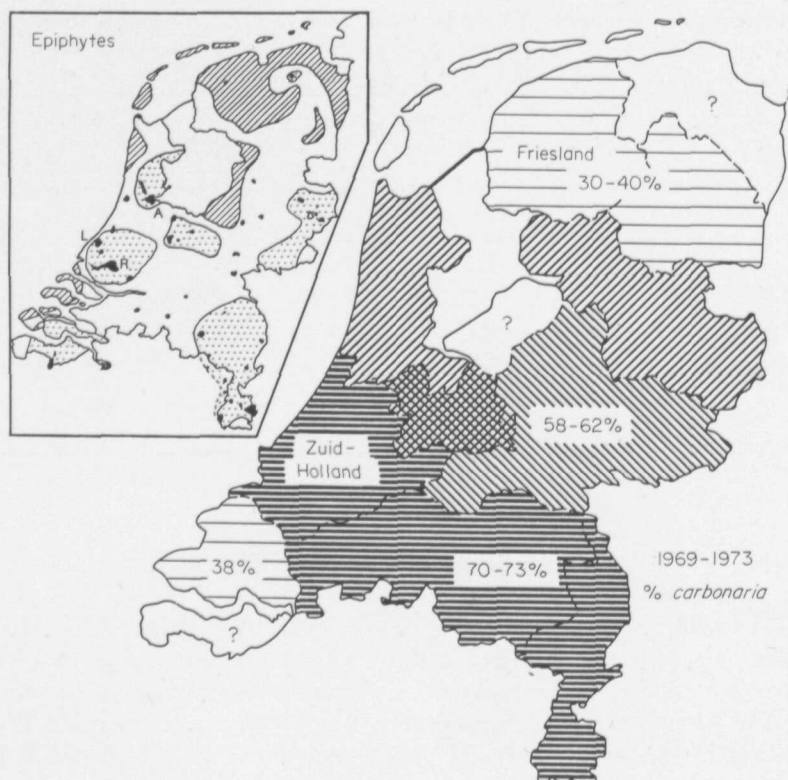 Epiphytes
A
L
R
D
?
Friesland
30-40%
?
58-62%
Zuid-
Holland
38%
70-73%
1969-1973
% carbonaria
?